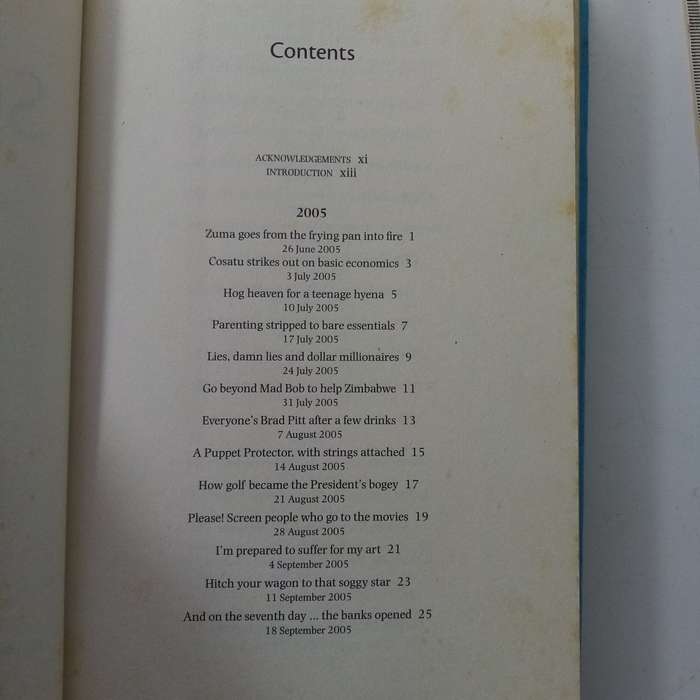 Contents
ACKNOWLEDGEMENTS xi
INTRODUCTION xiii
2005
Zuma goes from the frying pan into fire 1
26 June 2005
Cosatu strikes out on basic economics 3
3 July 2005
Hog heaven for a teenage hyena 5
10 July 2005
Parenting stripped to bare essentials 7
17 July 2005
Lies, damn lies and dollar millionaires 9
24 July 2005
Go beyond Mad Bob to help Zimbabwe 11
31 July 2005
Everyone's Brad Pitt after a few drinks 13
7 August 2005
A Puppet Protector, with strings attached 15
14 August 2005
How golf became the President's bogey 17
21 August 2005
Please! Screen people who go to the movies 19
28 August 2005
I'm prepared to suffer for my art 21
4 September 2005
Hitch your wagon to that soggy star 23
11 September 2005
And on the seventh day ... the banks opened 25
18 September 2005